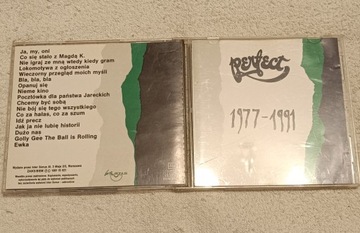 Ja, my, oni
Co się stało z Magdą K.
Nie igraj ze mną wtedy kiedy gram
Lokomotywa z ogłoszenia
Wieczorny przegląd moich myśli
Bla, bla, bla
Opanuj się
Nieme kino
Pocztówka dla państwa Jareckich
Chcemy być sobą
Nie bój się tego wszystkiego
Co za hałas, co za szum
Idź precz
Jak ja nie lubię historii
Dużo nas
Golly Gee The Ball is Rolling
Ewka
perfect
1977-1991